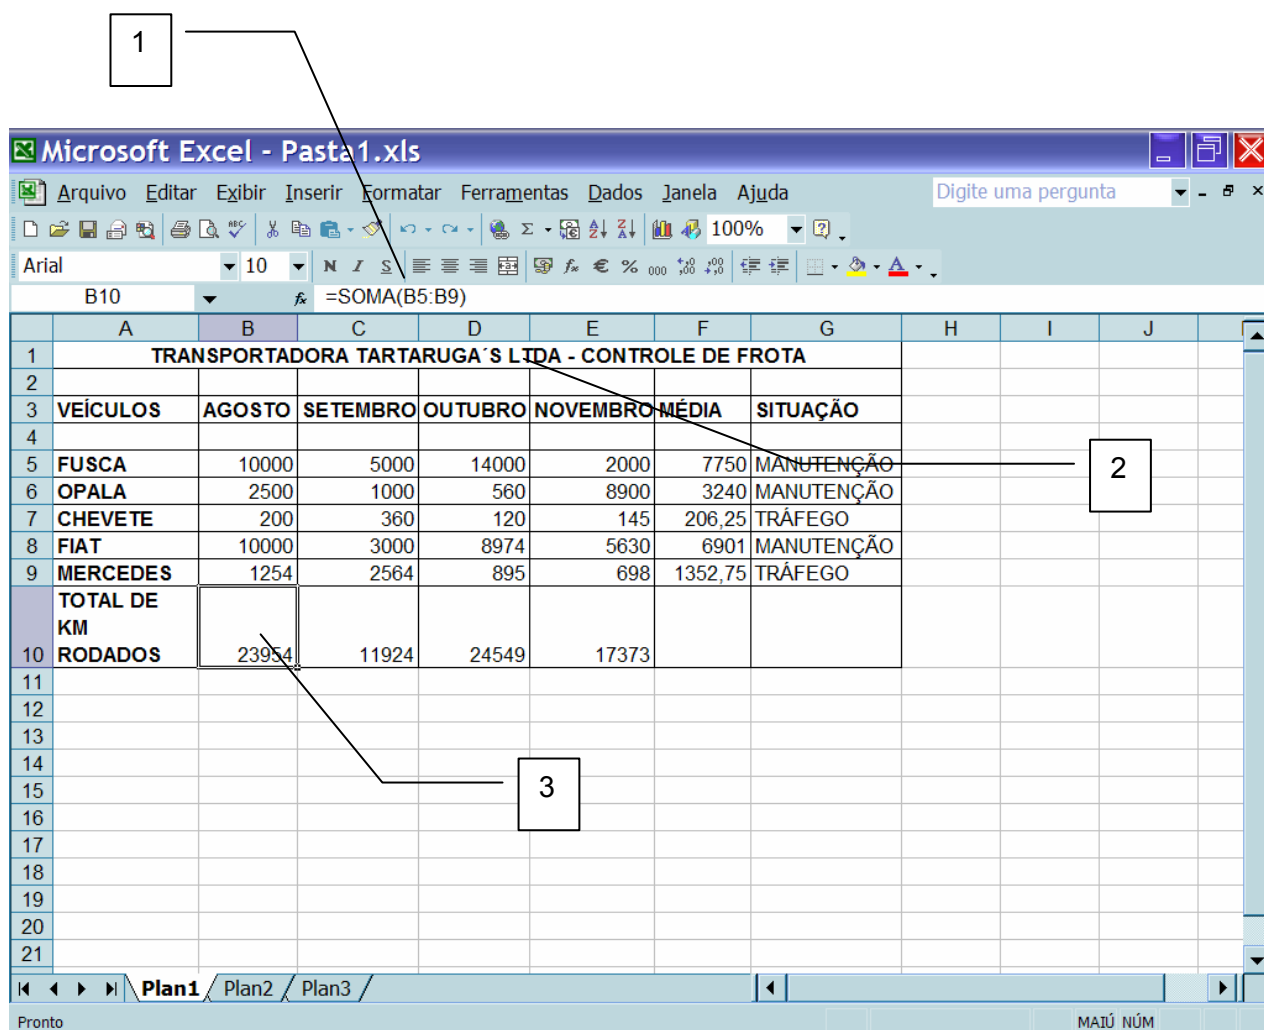 1
Microsoft Excel - Pasta1.xls
Arquivo Editar Exibir Inserir Formatar Ferramentas Dados Janela Ajuda Digite uma pergunta
100%
Arial 10 N I S € % 000
B10 fx =SOMA(B5:B9)
A B C D E F G H I J
1 TRANSPORTADORA TARTARUGA´S LTDA - CONTROLE DE FROTA
2
3 VEÍCULOS AGOSTO SETEMBRO OUTUBRO NOVEMBRO MÉDIA SITUAÇÃO
4
5 FUSCA 10000 5000 14000 2000 7750 MANUTENÇÃO
2
6 OPALA 2500 1000 560 8900 3240 MANUTENÇÃO
7 CHEVETE 200 360 120 145 206,25 TRÁFEGO
8 FIAT 10000 3000 8974 5630 6901 MANUTENÇÃO
9 MERCEDES 1254 2564 895 698 1352,75 TRÁFEGO
TOTAL DE
KM
10 RODADOS 23954 11924 24549 17373
11
12
13
14
15
3
16
17
18
19
20
21
Plan1 Plan2 Plan3
Pronto MAIÚ NÚM